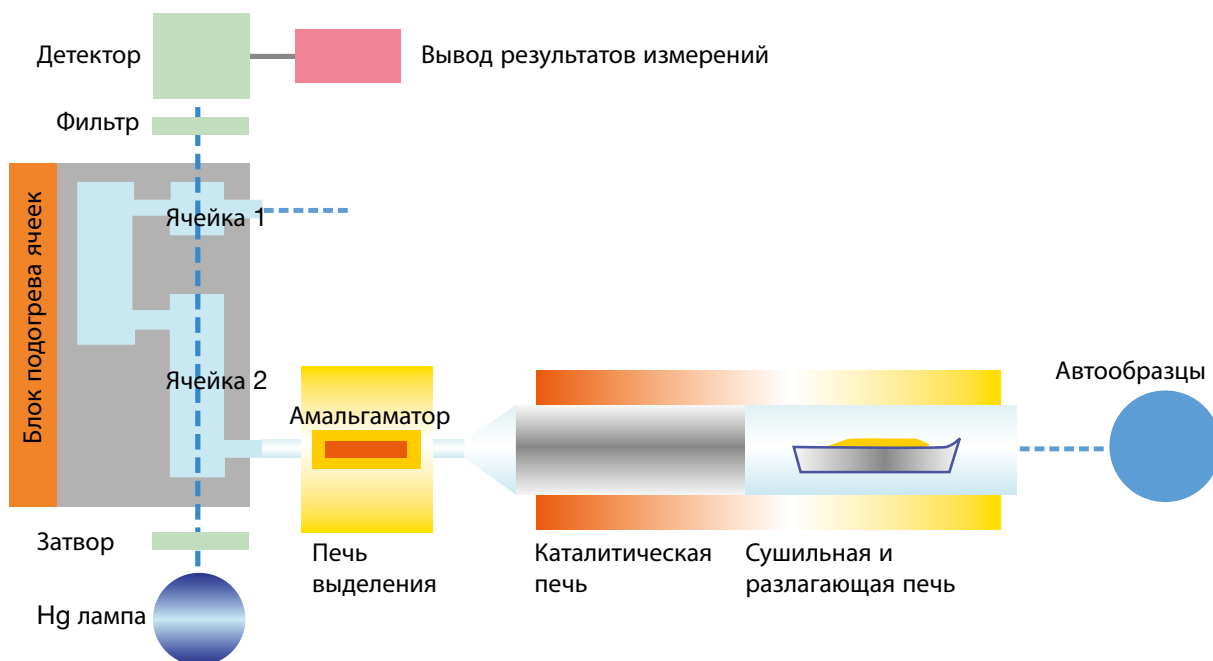 Детектор
Вывод результатов измерений
Фильтр
Блок подогрева ячеек
Ячейка 1
Ячейка 2
Автообразцы
Амальгаматор
Затвор
Печь
выделения
Каталитическая
печь
Сушильная и
разлагающая печь
Hg лампа